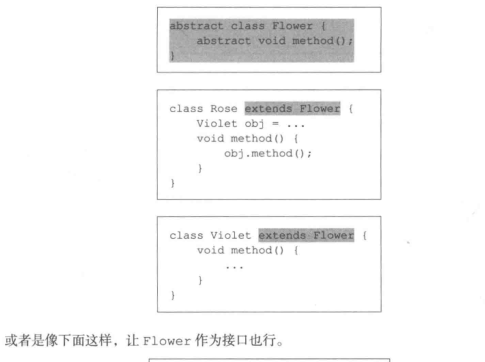 abstract class Flower {
abstract void method();
}
class Rose extends Flower {
Violet obj = ...
void method() {
obj.method();
}
}
class Violet extends Flower {
void method() {
...
}
}
或者是像下面这样，让 Flower 作为接口也行。